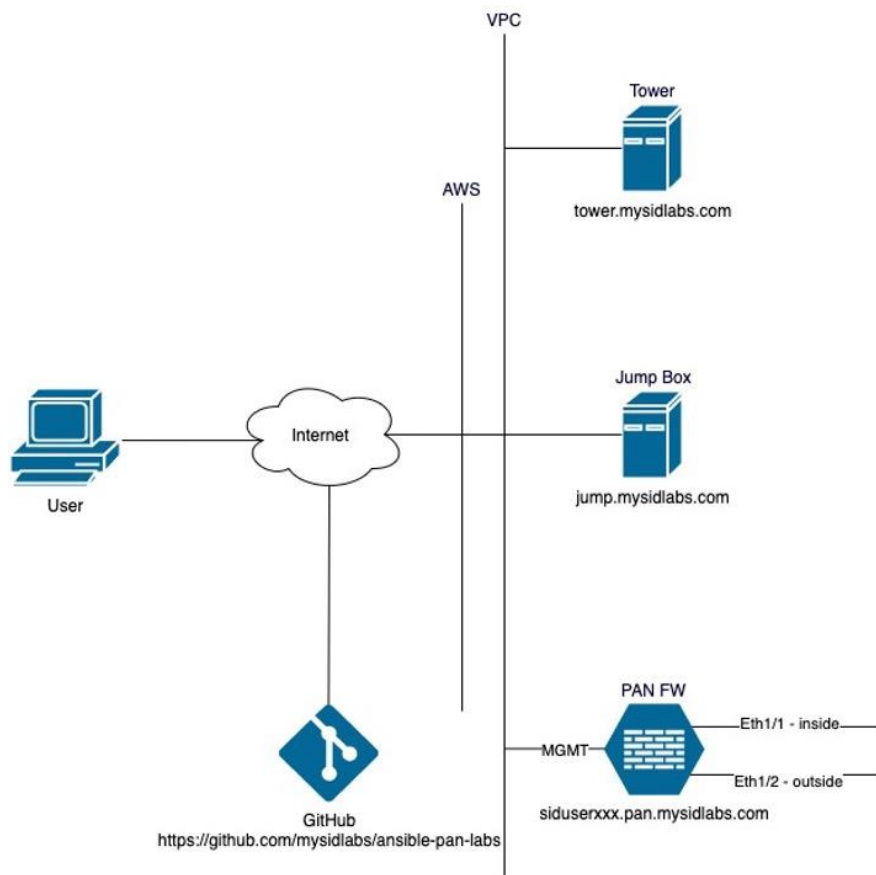 VPC
Tower
tower.mysidlabs.com
AWS
Jump Box
jump.mysidlabs.com
Internet
User
PAN FW
Eth1/1 - inside
MGMT
Eth1/2 - outside
siduserxxx.pan.mysidlabs.com
GitHub
https://github.com/mysidlabs/ansible-pan-labs